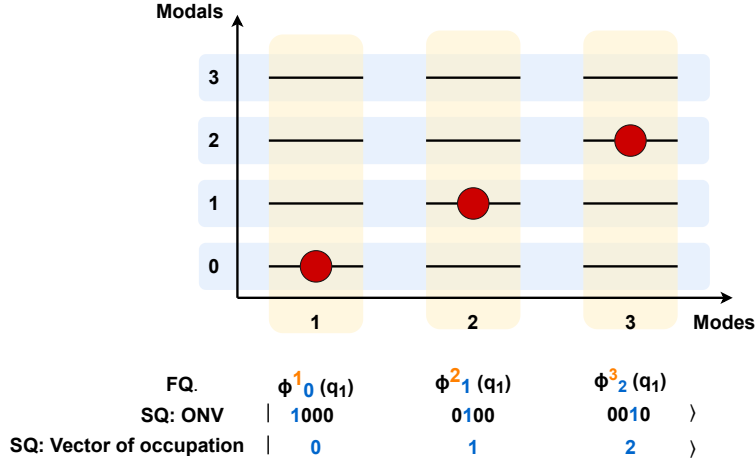 Modals
3
2
1
0
1 2 3 Modes
FQ. ϕ¹₀ (q₁) ϕ²₁ (q₁) ϕ³₂ (q₁)
SQ: ONV | 1000 0100 0010 ⟩
SQ: Vector of occupation | 0 1 2 ⟩